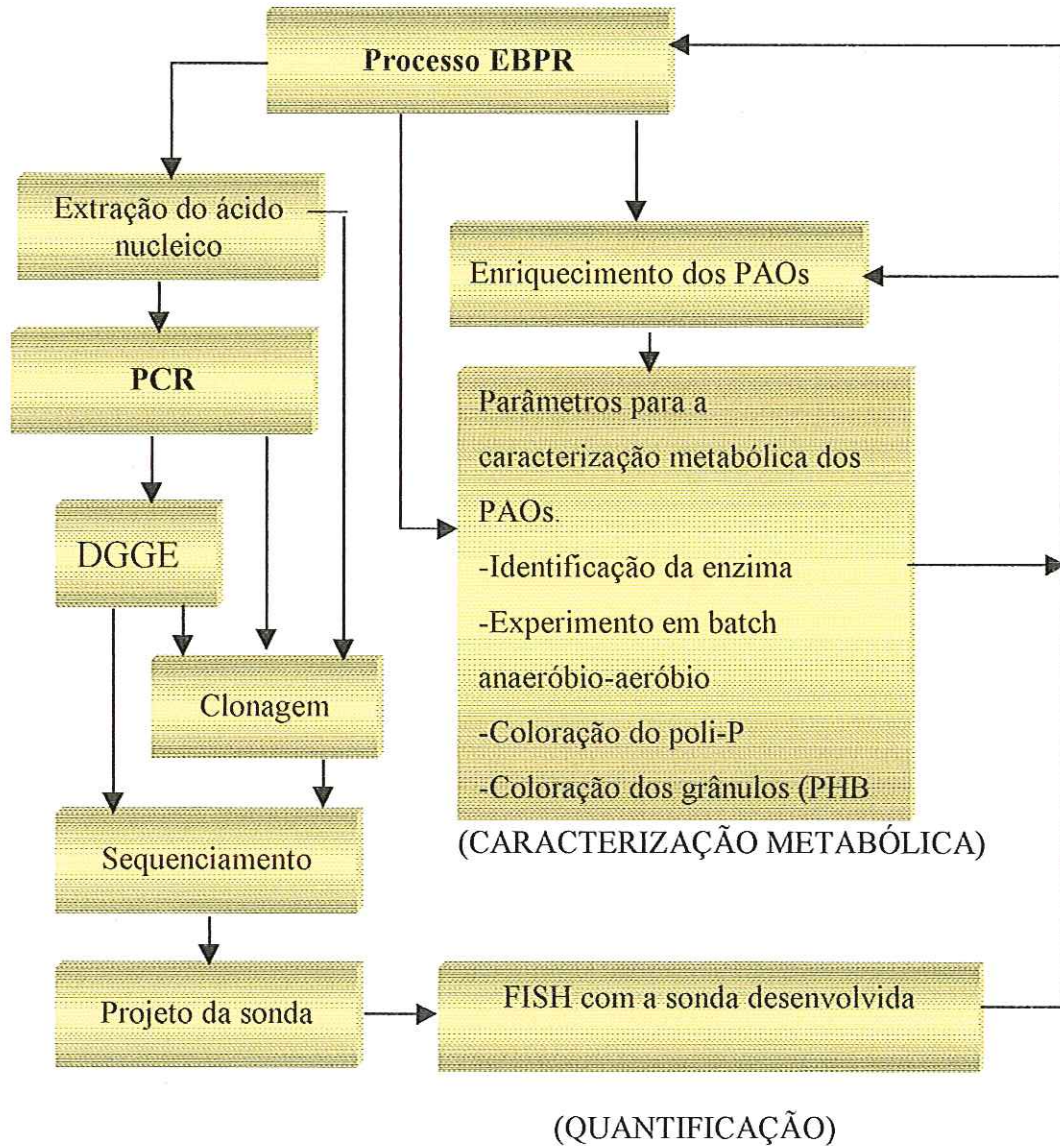 Processo EBPR
Extração do ácido
nucleico
Enriquecimento dos PAOs
PCR
Parâmetros para a
caracterização metabólica dos
PAOs.
-Identificação da enzima
-Experimento em batch
anaeróbio-aeróbio
-Coloração do poli-P
-Coloração dos grânulos (PHB
(CARACTERIZAÇÃO METABÓLICA)
DGGE
Clonagem
Sequenciamento
Projeto da sonda
FISH com a sonda desenvolvida
(QUANTIFICAÇÃO)